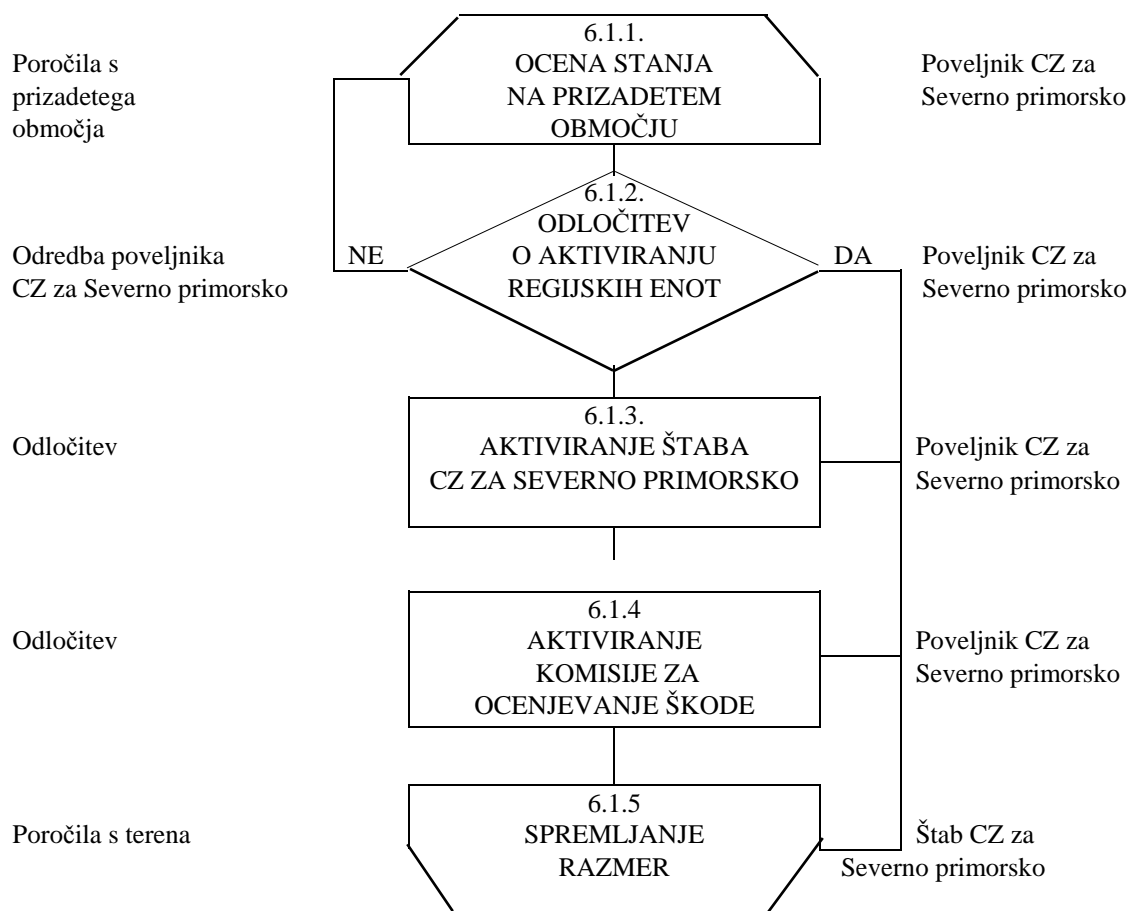 6.1.1.
Poročila s
prizadetega
območja
OCENA STANJA
NA PRIZADETEM
OBMOČJU
Poveljnik CZ za
Severno primorsko
6.1.2.
ODLOČITEV
O AKTIVIRANJU
REGIJSKIH ENOT
Odredba poveljnika
CZ za Severno primorsko
NE
DA
Poveljnik CZ za
Severno primorsko
6.1.3.
AKTIVIRANJE ŠTABA
CZ ZA SEVERNO PRIMORSKO
Odločitev
Poveljnik CZ za
Severno primorsko
6.1.4
AKTIVIRANJE
KOMISIJE ZA
OCENJEVANJE ŠKODE
Odločitev
Poveljnik CZ za
Severno primorsko
6.1.5
SPREMLJANJE
RAZMER
Poročila s terena
Štab CZ za
Severno primorsko